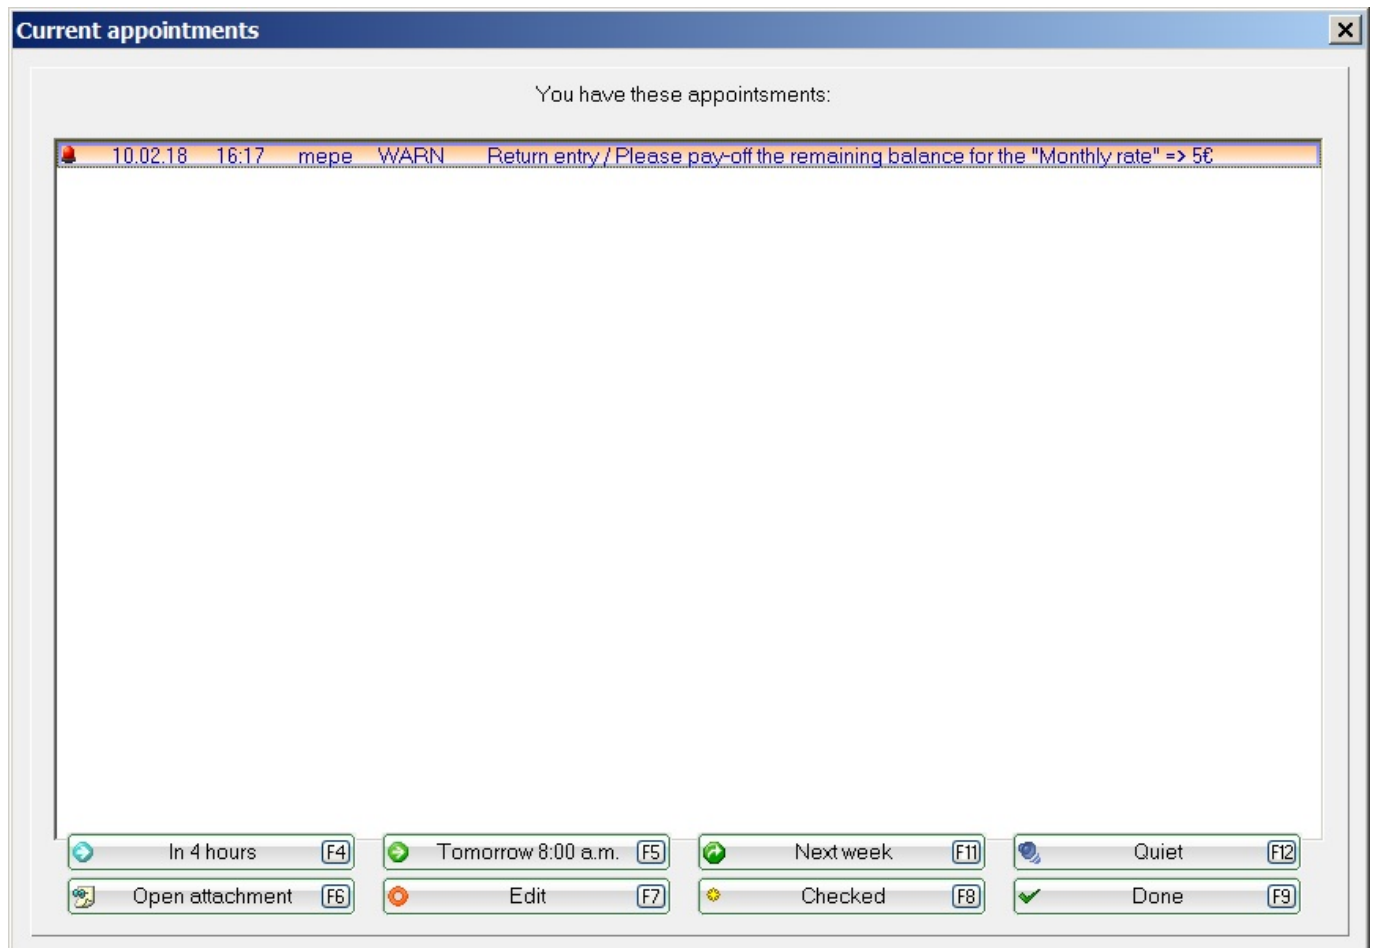 Current appointments
You have these appointsments:
10.02.18 16:17 mepe WARN Return entry / Please pay-off the remaining balance for the "Monthly rate" => 5€
In 4 hours F4 Tomorrow 8:00 a.m. F5 Next week F11 Quiet F12
Open attachment F6 Edit F7 Checked F8 Done F9